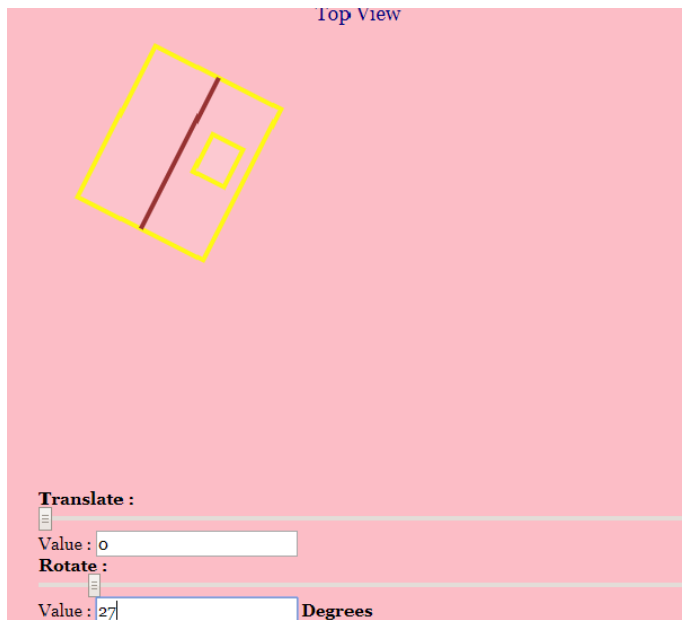 Top View
Translate :
Value : 0
Rotate :
Value : 27 Degrees